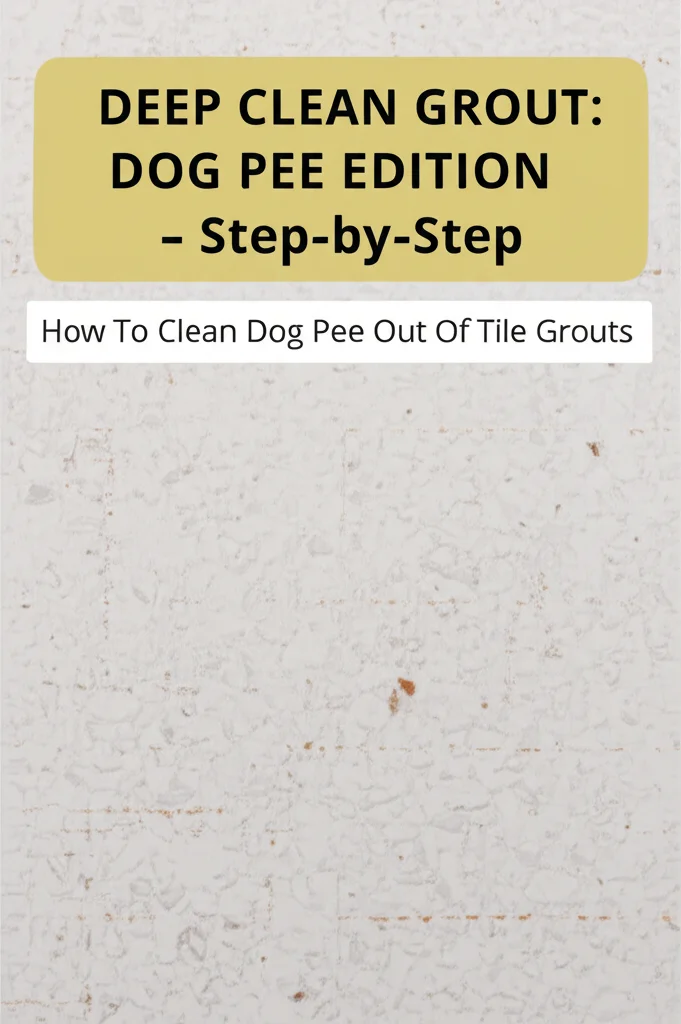 DEEP CLEAN GROUT:
DOG PEE EDITION
– Step-by-Step
How To Clean Dog Pee Out Of Tile Grouts